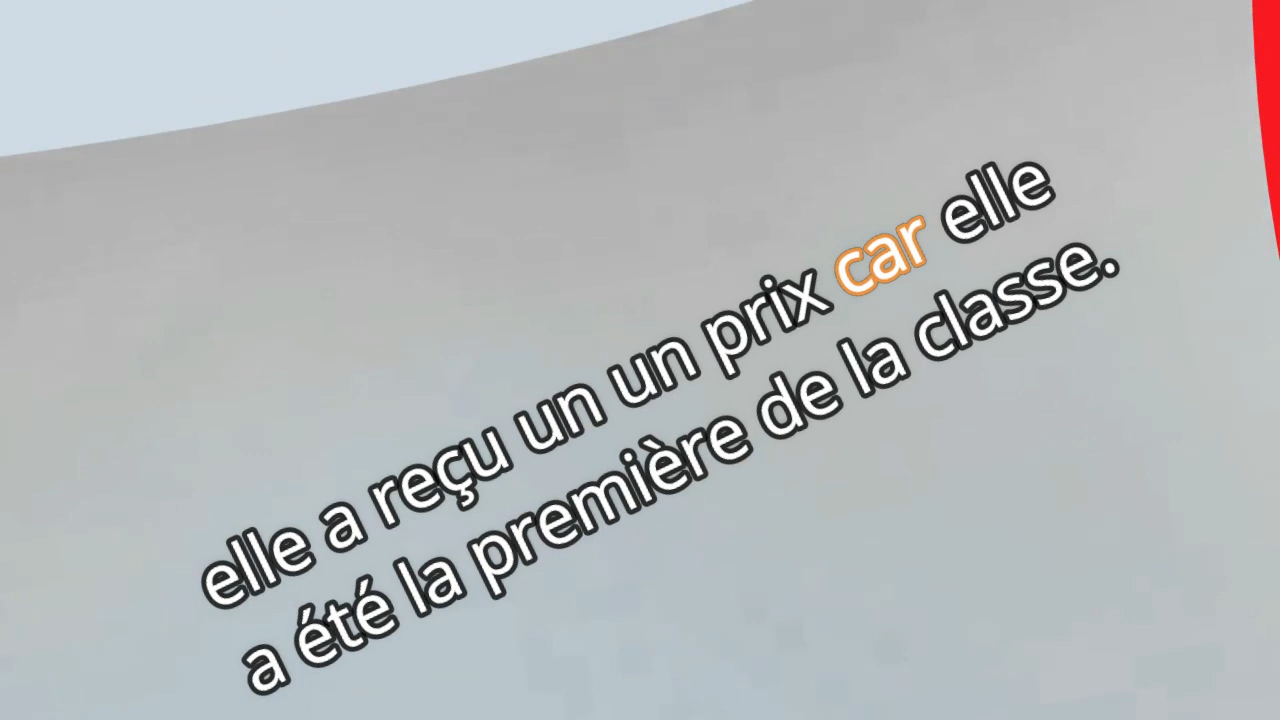 elle a reçu un un prix car elle
a été la première de la classe.